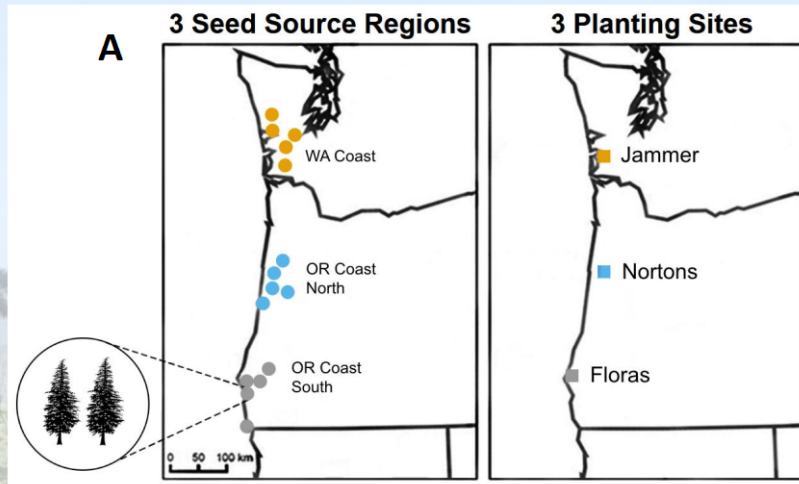 A
3 Seed Source Regions
3 Planting Sites
WA Coast
OR Coast
North
OR Coast
South
0 50 100 km
Jammer
Nortons
Floras